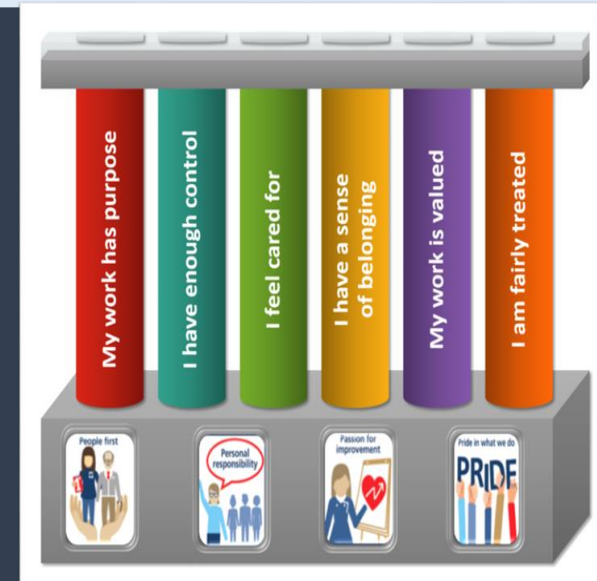 My work has purpose
I have enough control
I feel cared for
I have a sense
of belonging
My work is valued
I am fairly treated
People first
Personal
responsibility
Passion for
improvement
Pride in what we do
PRIDE